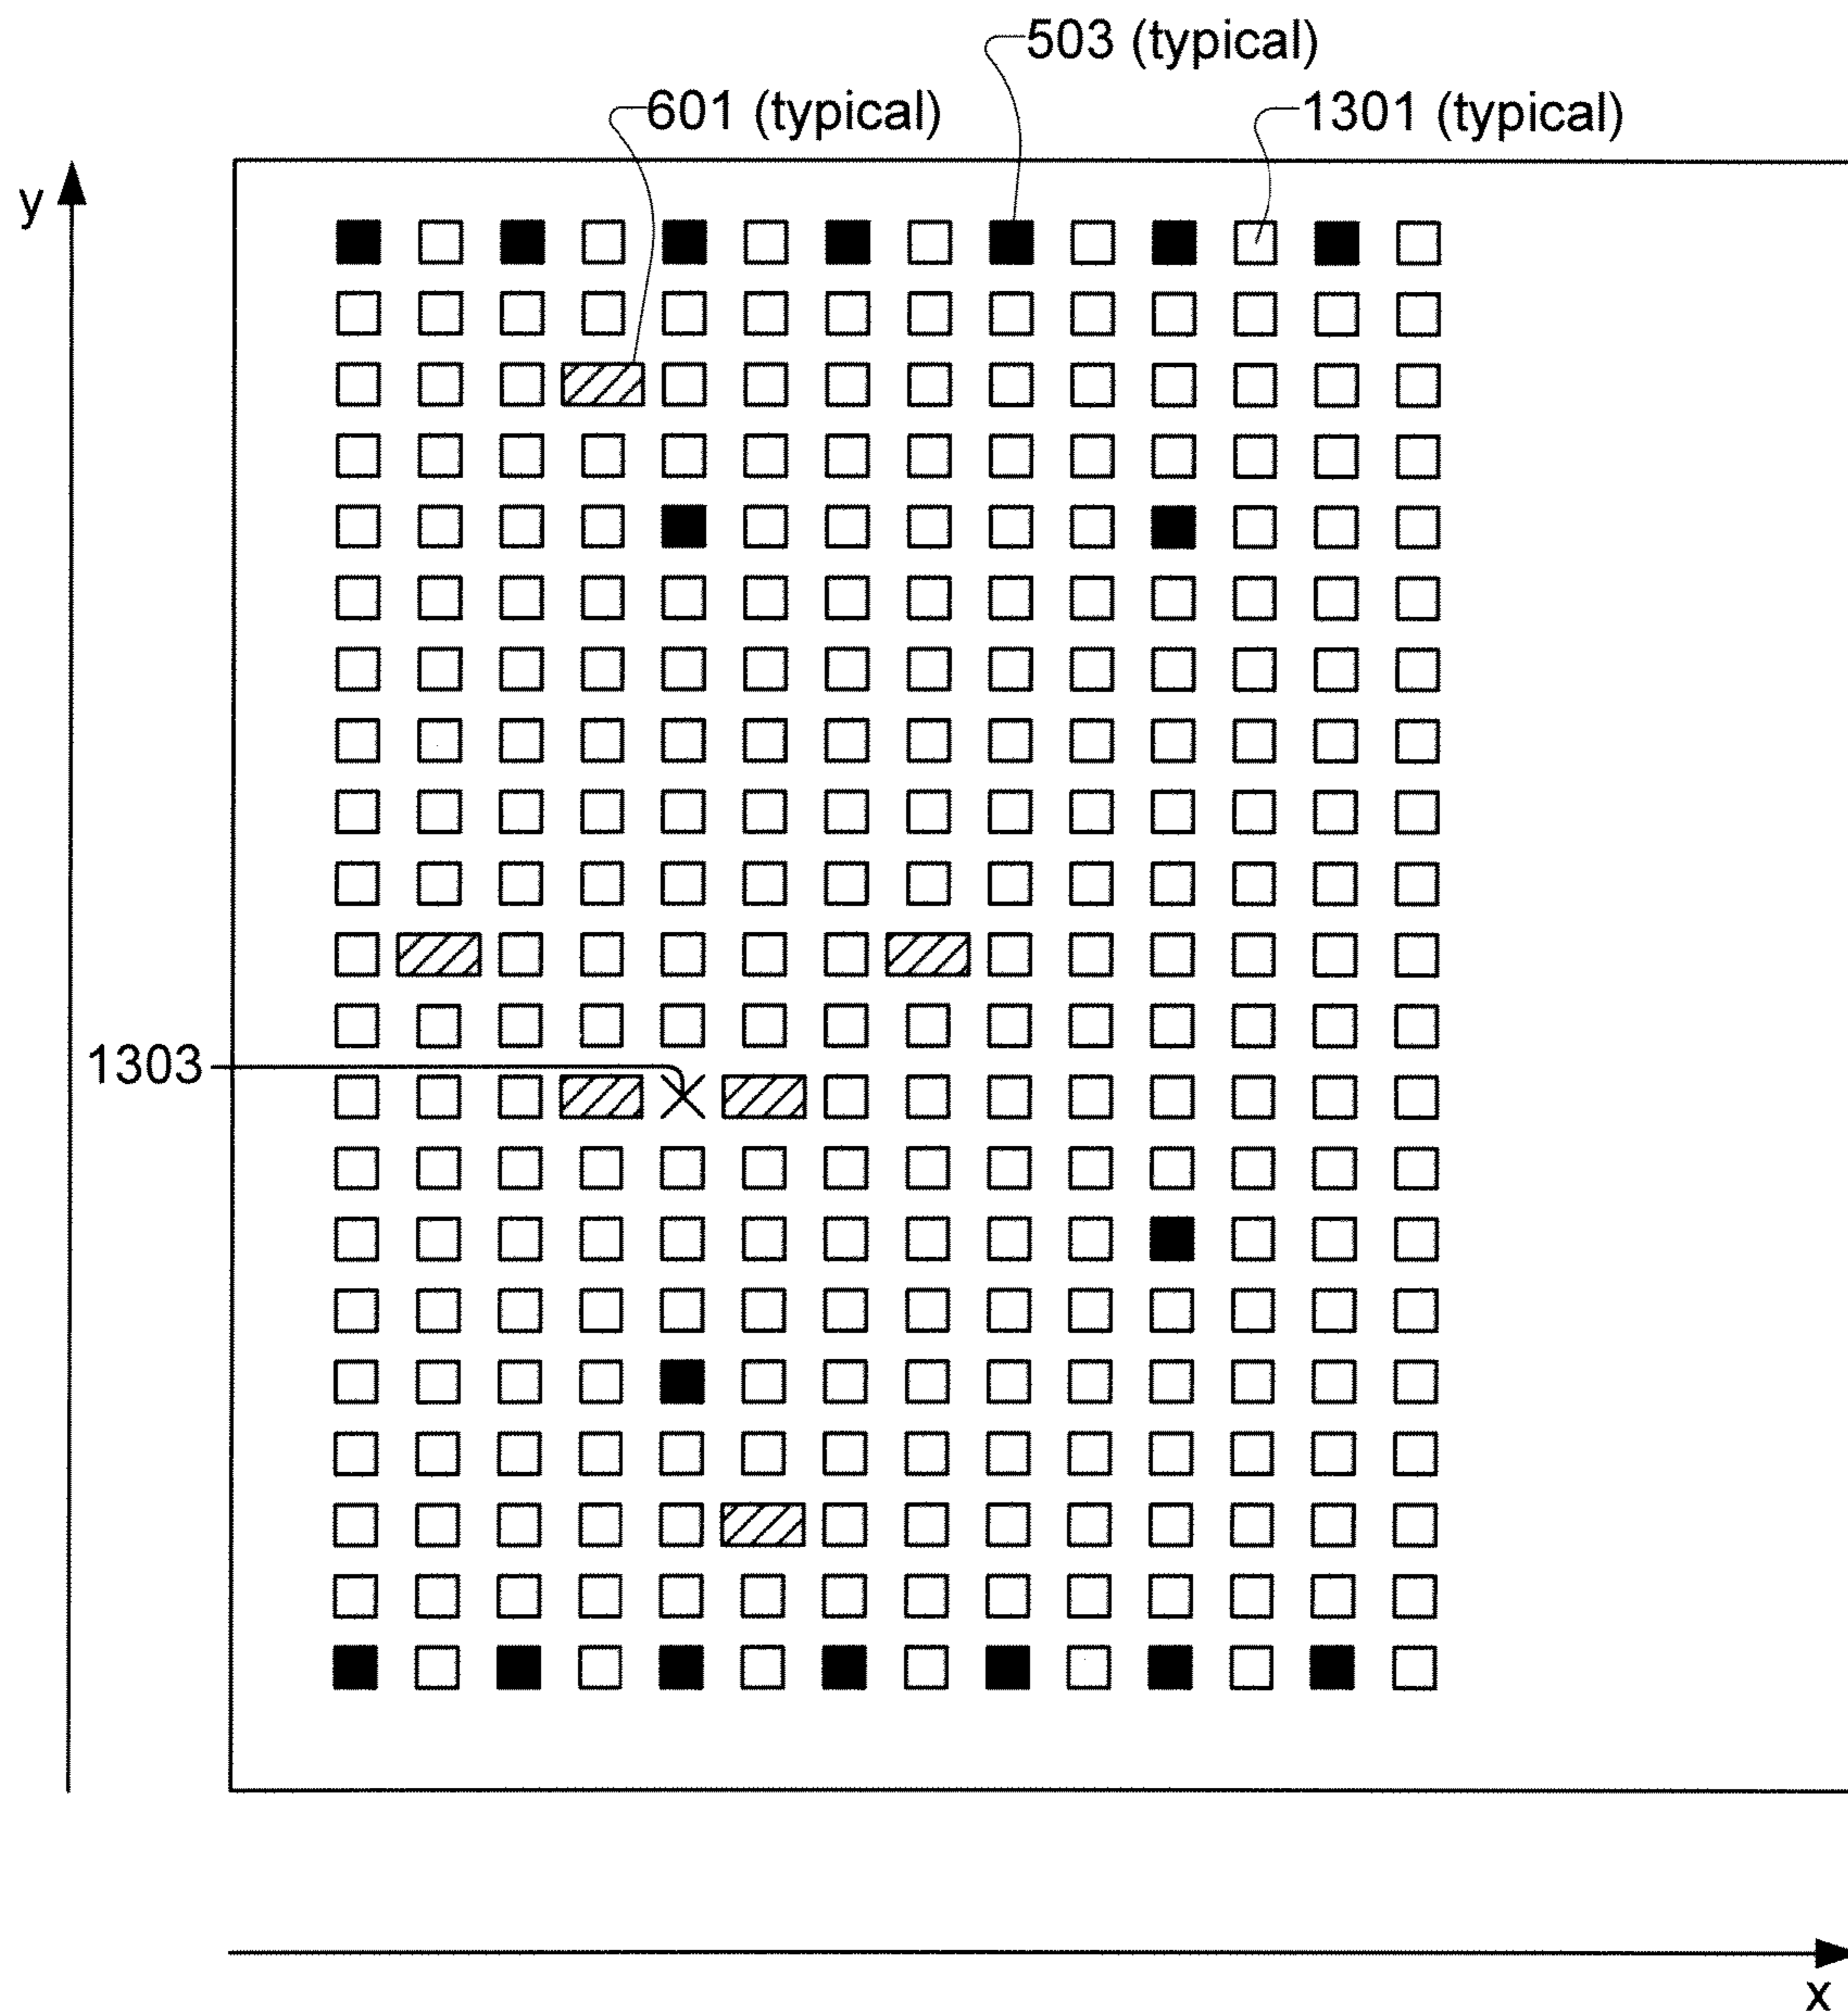 503 (typical)
601 (typical)
1301 (typical)
y
1303
x